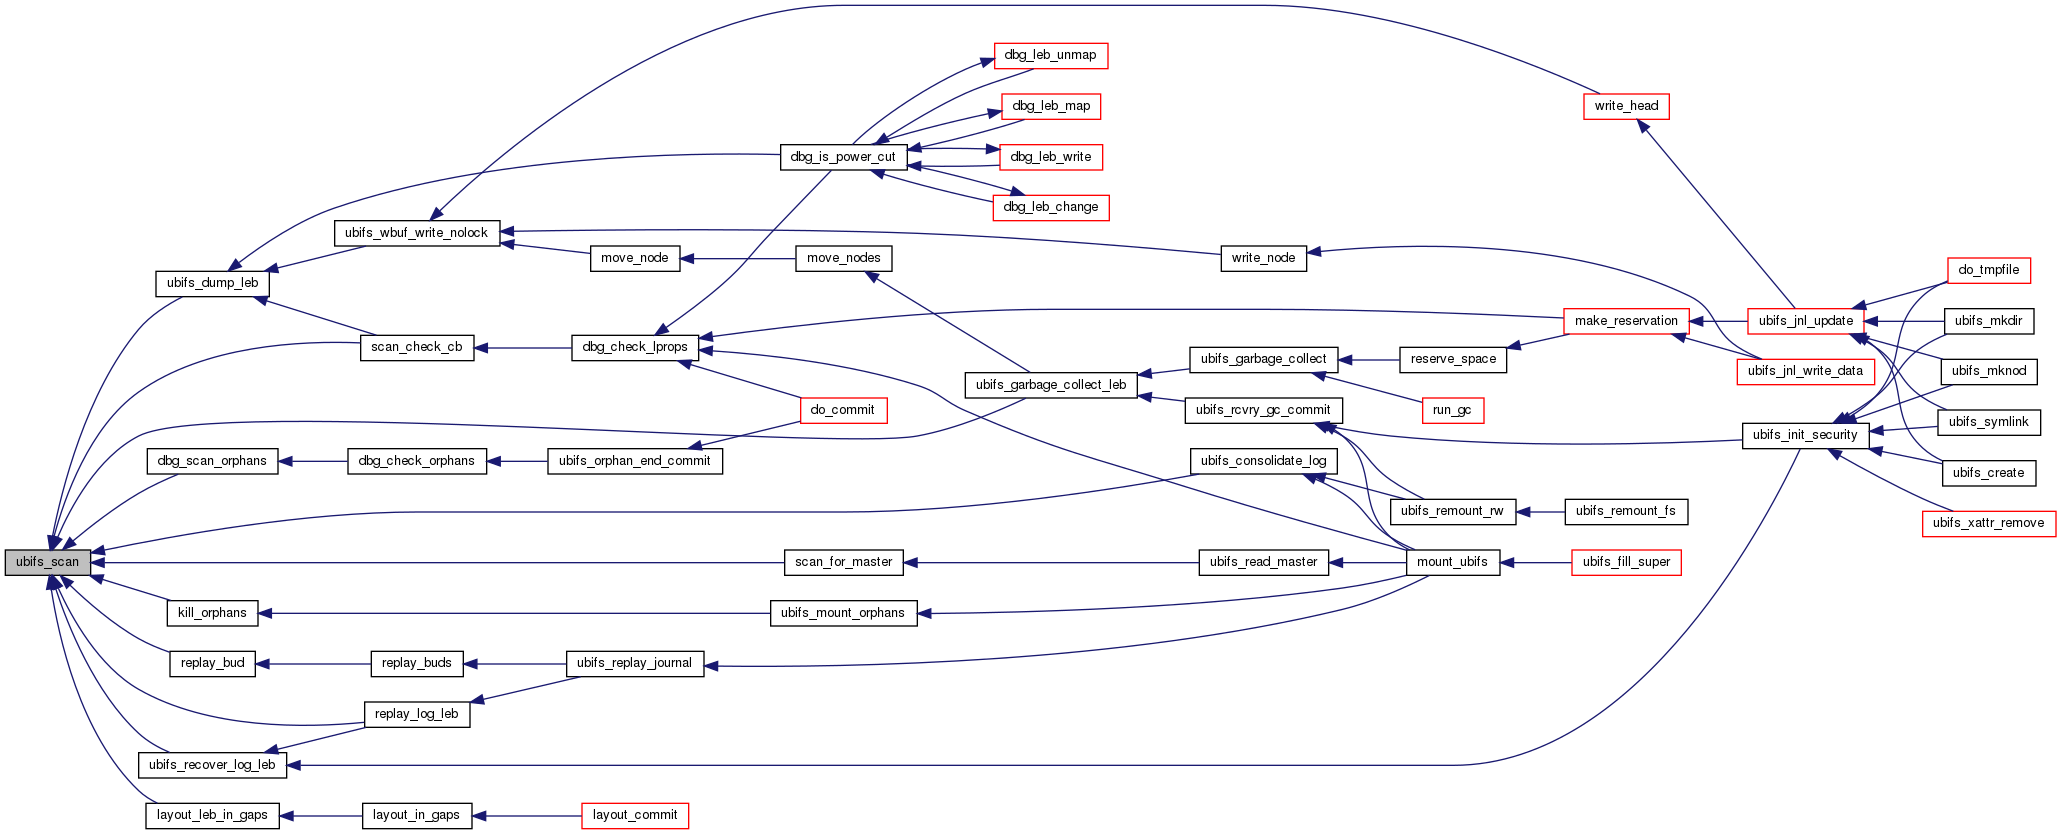 dbg_leb_unmap
dbg_leb_map
write_head
dbg_is_power_cut
dbg_leb_write
dbg_leb_change
ubifs_wbuf_write_nolock
move_node
move_nodes
write_node
do_tmpfile
ubifs_dump_leb
make_reservation
ubifs_jnl_update
ubifs_mkdir
scan_check_cb
dbg_check_lprops
ubifs_garbage_collect
reserve_space
ubifs_jnl_write_data
ubifs_mknod
ubifs_garbage_collect_leb
do_commit
ubifs_rcvry_gc_commit
run_gc
ubifs_symlink
ubifs_init_security
dbg_scan_orphans
dbg_check_orphans
ubifs_orphan_end_commit
ubifs_consolidate_log
ubifs_create
ubifs_remount_rw
ubifs_remount_fs
ubifs_xattr_remove
ubifs_scan
scan_for_master
ubifs_read_master
mount_ubifs
ubifs_fill_super
kill_orphans
ubifs_mount_orphans
replay_bud
replay_buds
ubifs_replay_journal
replay_log_leb
ubifs_recover_log_leb
layout_leb_in_gaps
layout_in_gaps
layout_commit